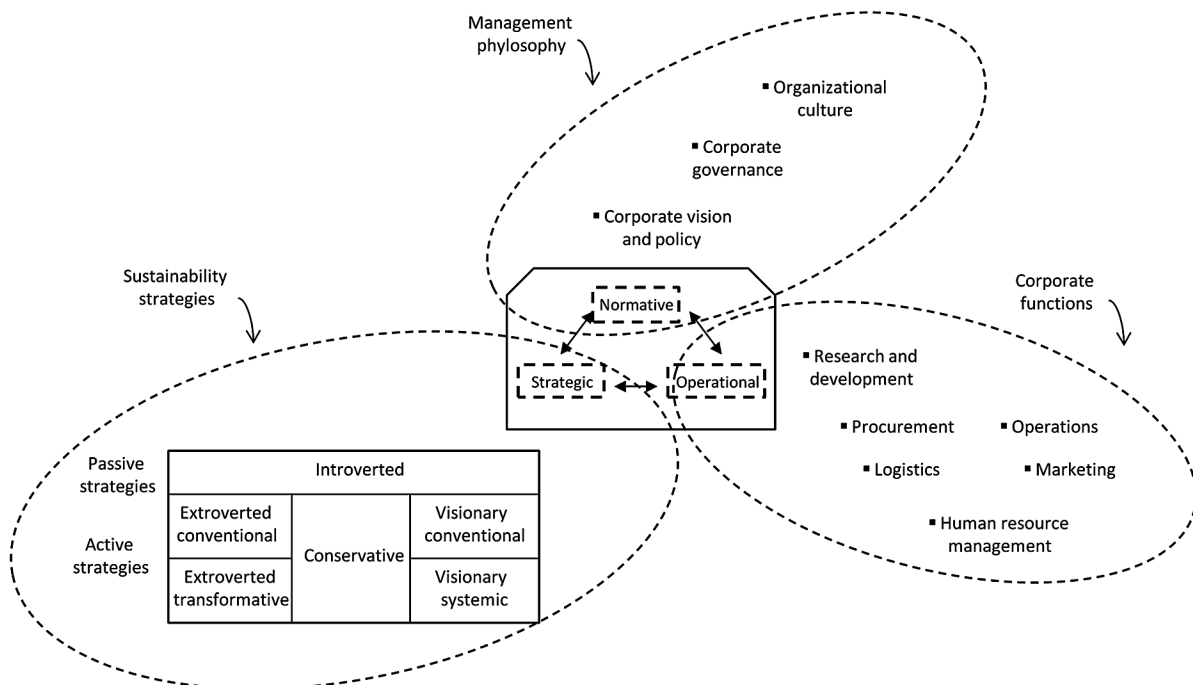 Management
phylosophy
▪ Organizational
culture
▪ Corporate
governance
▪ Corporate vision
and policy
Sustainability
strategies
Corporate
functions
Normative
Strategic
Operational
▪ Research and
development
▪ Procurement
▪ Operations
▪ Logistics
▪ Marketing
▪ Human resource
management
Passive
strategies
Introverted
Active
strategies
Extroverted
conventional
Conservative
Visionary
conventional
Extroverted
transformative
Visionary
systemic